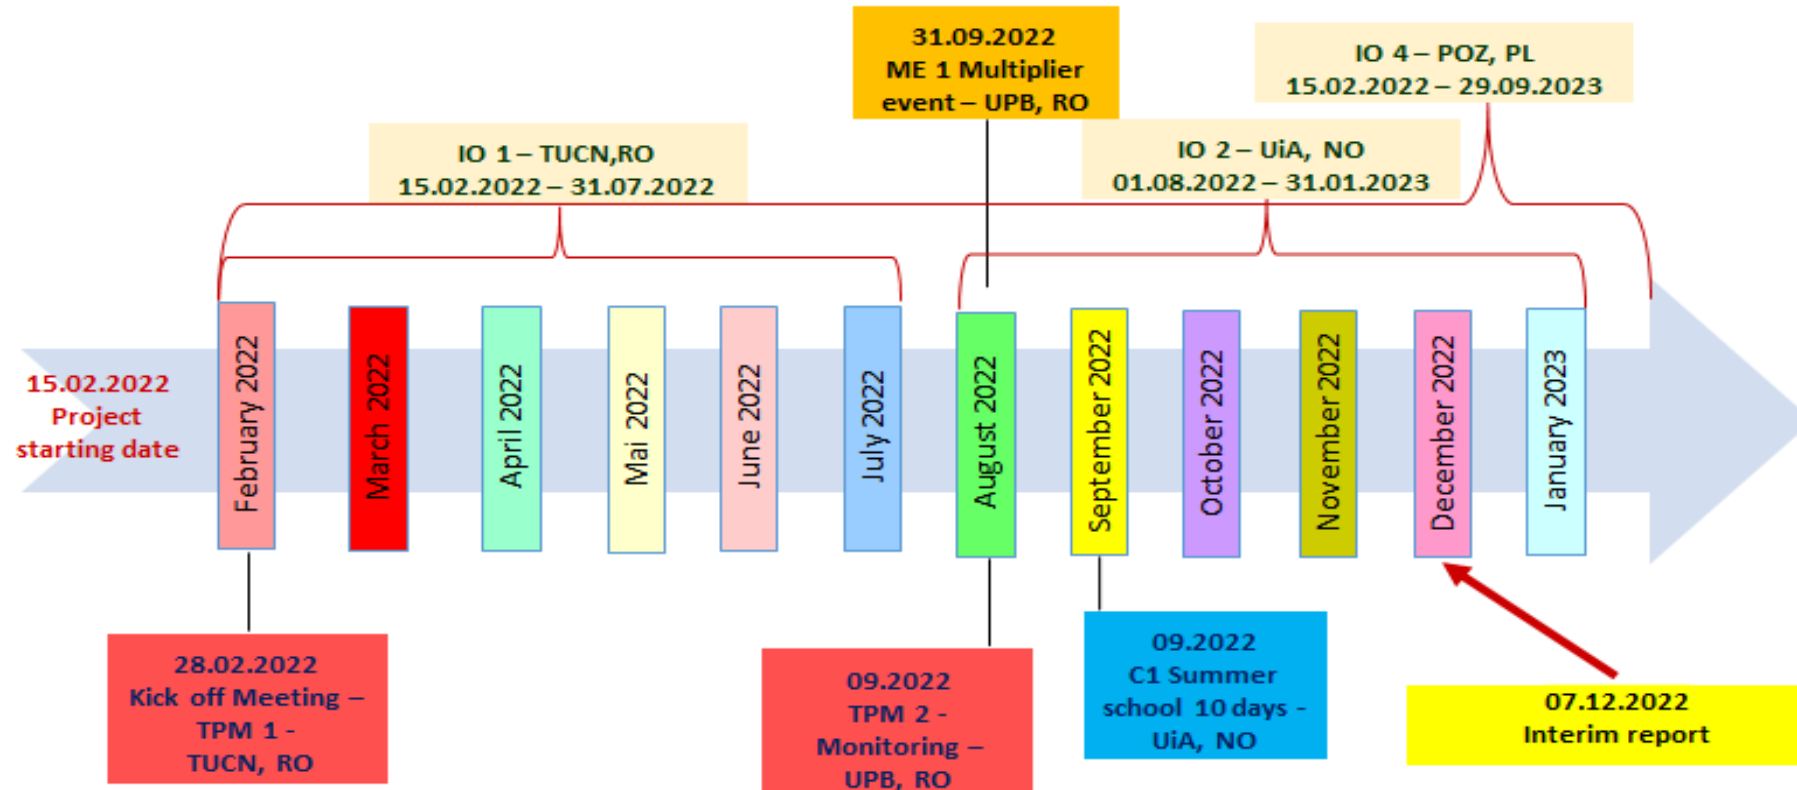 31.09.2022
ME 1 Multiplier
event – UPB, RO
IO 4 – POZ, PL
15.02.2022 – 29.09.2023
IO 1 – TUCN,RO
15.02.2022 – 31.07.2022
IO 2 – UiA, NO
01.08.2022 – 31.01.2023
15.02.2022
Project
starting date
February 2022
March 2022
April 2022
Mai 2022
June 2022
July 2022
August 2022
September 2022
October 2022
November 2022
December 2022
January 2023
28.02.2022
Kick off Meeting –
TPM 1 -
TUCN, RO
09.2022
TPM 2 -
Monitoring –
UPB, RO
09.2022
C1 Summer
school 10 days -
UiA, NO
07.12.2022
Interim report